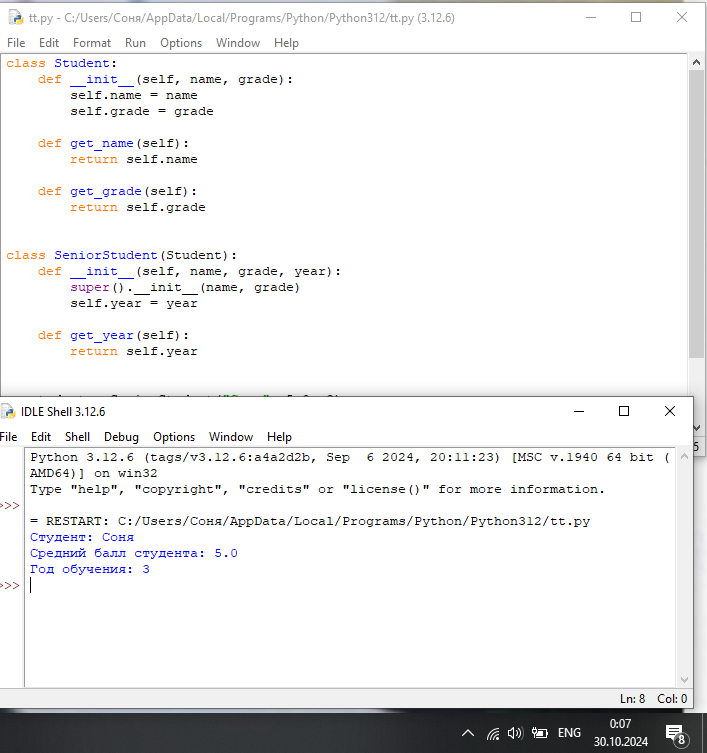 tt.py - C:/Users/Соня/AppData/Local/Programs/Python/Python312/tt.py (3.12.6)
File Edit Format Run Options Window Help
class Student:
    def __init__(self, name, grade):
        self.name = name
        self.grade = grade
    def get_name(self):
        return self.name
    def get_grade(self):
        return self.grade
class SeniorStudent(Student):
    def __init__(self, name, grade, year):
        super().__init__(name, grade)
        self.year = year
    def get_year(self):
        return self.year
IDLE Shell 3.12.6
File Edit Shell Debug Options Window Help
5
Python 3.12.6 (tags/v3.12.6:a4a2d2b, Sep  6 2024, 20:11:23) [MSC v.1940 64 bit (
AMD64)] on win32
Type "help", "copyright", "credits" or "license()" for more information.
>>>
= RESTART: C:/Users/Соня/AppData/Local/Programs/Python/Python312/tt.py
Студент: Соня
Средний балл студента: 5.0
Год обучения: 3
>>>
Ln: 8 Col: 0
ENG
0:07
30.10.2024
8